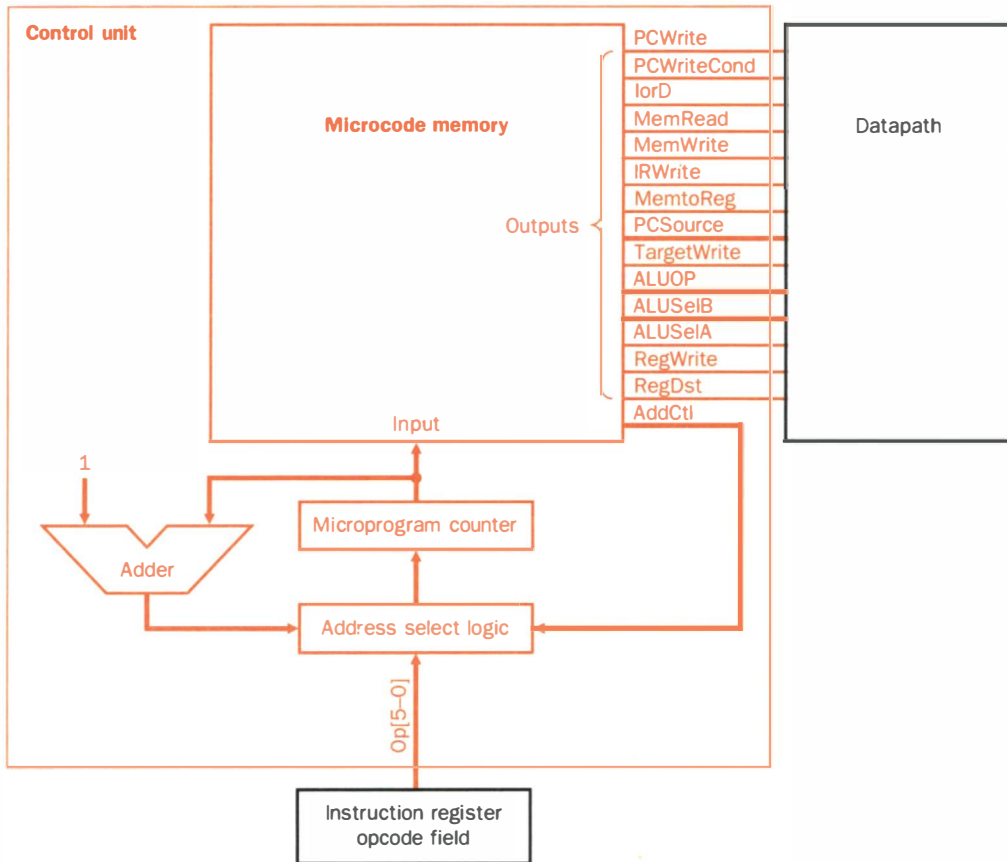 Control unit
Microcode memory
Outputs
Input
PCWrite
PCWriteCond
IorD
MemRead
MemWrite
IRWrite
MemtoReg
PCSource
TargetWrite
ALUOP
ALUSelB
ALUSelA
RegWrite
RegDst
AddCtl
Datapath
1
Microprogram counter
Adder
Address select logic
Op[5–0]
Instruction register
opcode field